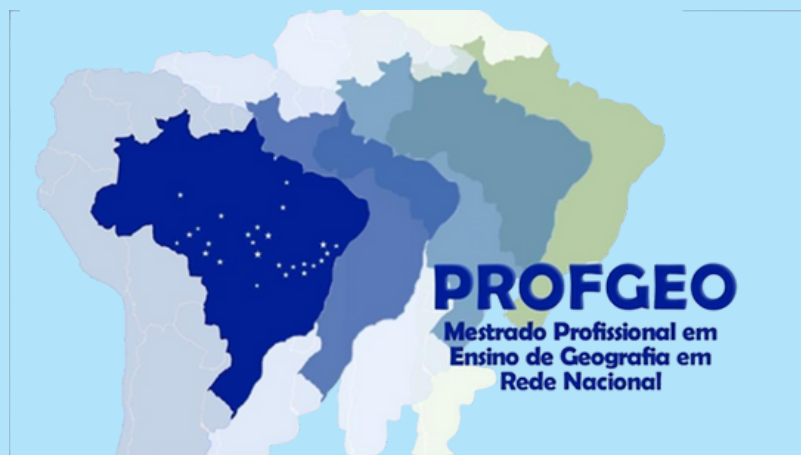 PROFGEO
Mestrado Profissional em
Ensino de Geografia em
Rede Nacional